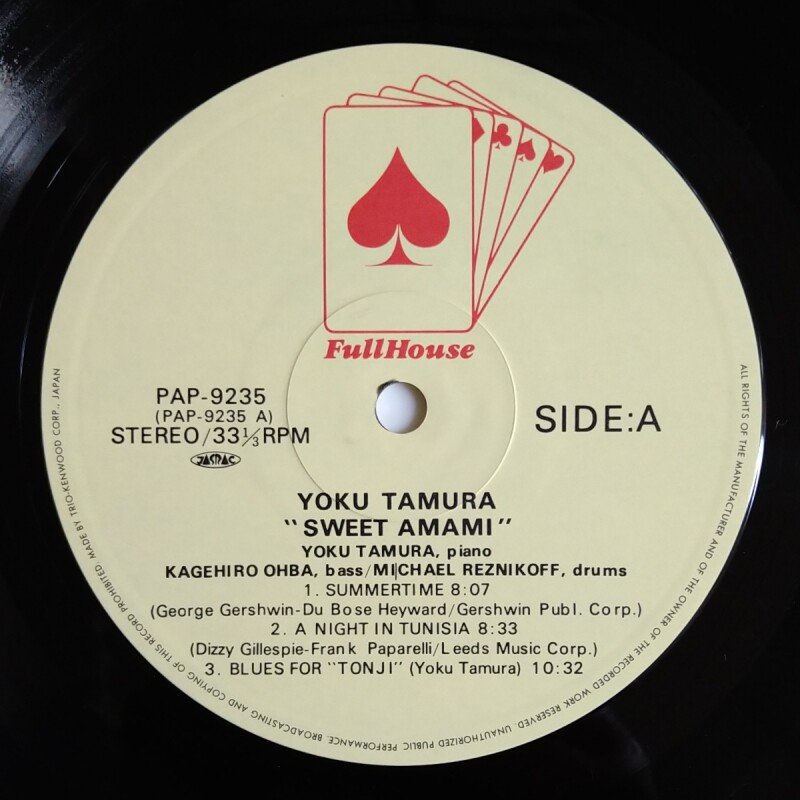 FullHouse
PAP-9235
(PAP-9235 A)
STEREO/33 1/3 RPM
JASRAC
SIDE:A
YOKU TAMURA
"SWEET AMAMI"
YOKU TAMURA, piano
KAGEHIRO OHBA, bass/MICHAEL REZNIKOFF, drums
1. SUMMERTIME 8:07
(George Gershwin-Du Bose Heyward/Gershwin Publ. Corp.)
2. A NIGHT IN TUNISIA 8:33
(Dizzy Gillespie-Frank Paparelli/Leeds Music Corp.)
3. BLUES FOR "TONJI" (Yoku Tamura) 10:32
ALL RIGHTS OF THE MANUFACTURER AND OF THE OWNER OF THE RECORDED WORK RESERVED. UNAUTHORIZED PUBLIC PERFORMANCE, BROADCASTING AND COPYING OF THIS RECORD PROHIBITED. MADE BY TRIO-KENWOOD CORP., JAPAN